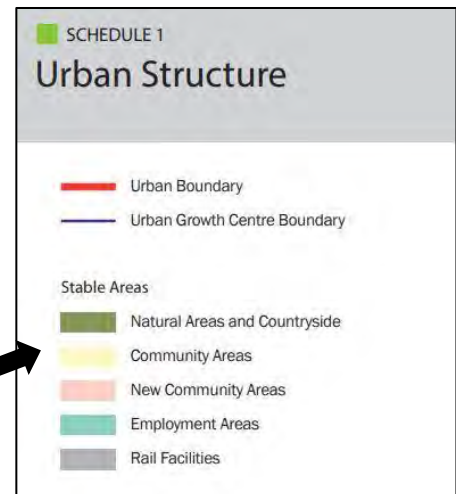 SCHEDULE 1
Urban Structure
Urban Boundary
Urban Growth Centre Boundary
Stable Areas
Natural Areas and Countryside
Community Areas
New Community Areas
Employment Areas
Rail Facilities